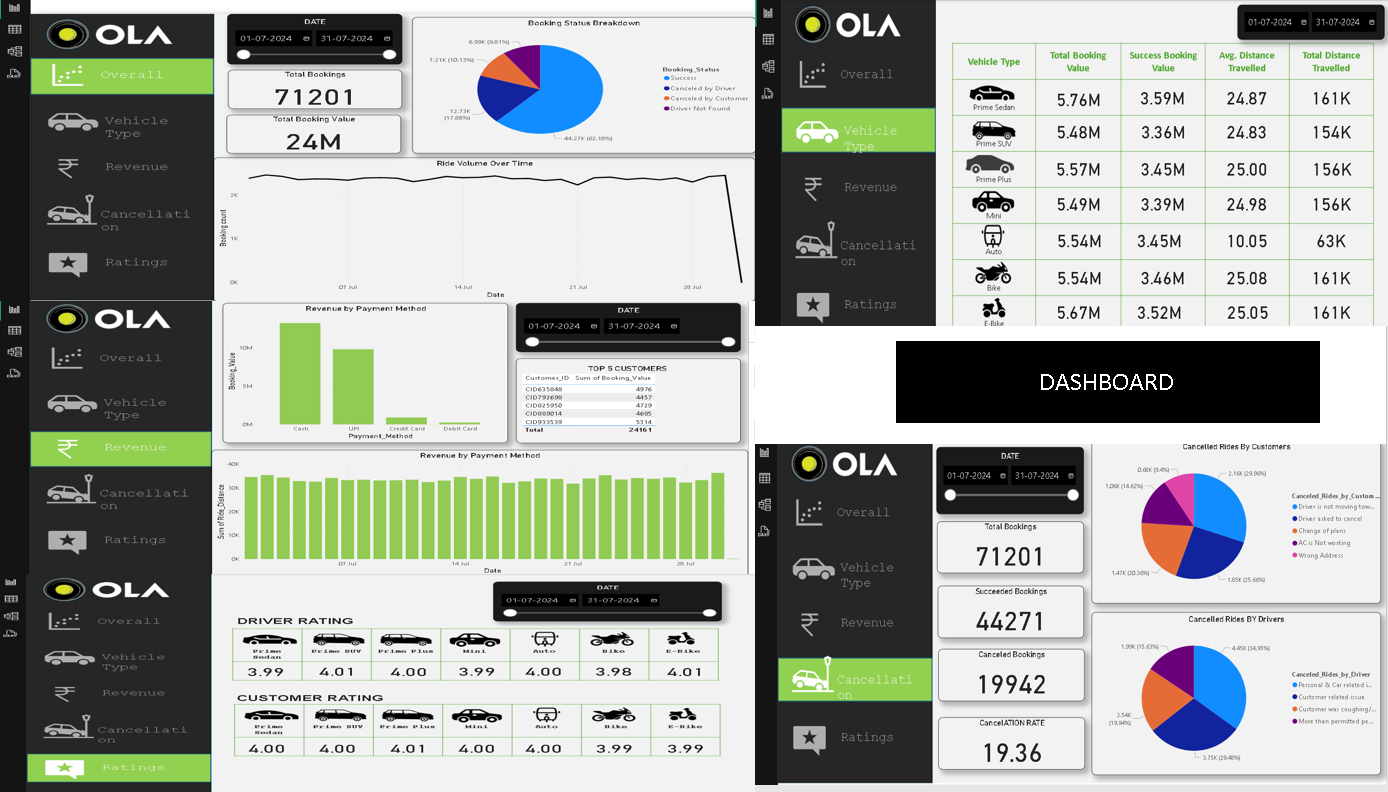 OLA
Overall
Vehicle
Type
Revenue
Cancellati
on
Ratings
DATE
01-07-2024 31-07-2024
Total Bookings
71201
Total Booking Value
24M
Booking Status Breakdown
6.99K (9.81%)
7.21K (10.13%)
12.73K
(17.88%)
44.27K (62.18%)
Booking_Status
Success
Canceled by Driver
Canceled by Customer
Driver Not Found
Ride Volume Over Time
Booking count
2K
1K
0K
07 Jul 14 Jul 21 Jul 28 Jul
Date
OLA
Overall
Vehicle
Type
Revenue
Cancellati
on
Ratings
01-07-2024 31-07-2024
Vehicle Type Total Booking Value Success Booking Value Avg. Distance Travelled Total Distance Travelled
Prime Sedan 5.76M 3.59M 24.87 161K
Prime SUV 5.48M 3.36M 24.83 154K
Prime Plus 5.57M 3.45M 25.00 156K
Mini 5.49M 3.39M 24.98 156K
Auto 5.54M 3.45M 10.05 63K
Bike 5.54M 3.46M 25.08 161K
E-Bike 5.67M 3.52M 25.05 161K
OLA
Overall
Vehicle
Type
Revenue
Cancellati
on
Ratings
Revenue by Payment Method
Booking_Value
10M
5M
0M
Cash UPI Credit Card Debit Card
Payment_Method
DATE
01-07-2024 31-07-2024
TOP 5 CUSTOMERS
Customer_ID Sum of Booking_Value
CID635848 4976
CID792698 4457
CID825950 4729
CID889014 4685
CID933539 5314
Total 24161
Revenue by Payment Method
Sum of Ride_Distance
40K
30K
20K
10K
0K
07 Jul 14 Jul 21 Jul 28 Jul
Date
DASHBOARD
OLA
Overall
Vehicle
Type
Revenue
Cancellati
on
Ratings
DATE
01-07-2024 31-07-2024
Total Bookings
71201
Succeeded Bookings
44271
Canceled Bookings
19942
CancelATION RATE
19.36
Cancelled Rides By Customers
0.68K (9.4%)
2.16K (29.96%)
1.06K (14.62%)
1.47K (20.36%)
1.85K (25.66%)
Canceled_Rides_by_Custom ...
Driver is not moving tow...
Driver asked to cancel
Change of plans
AC is Not working
Wrong Address
Cancelled Rides BY Drivers
1.99K (15.63%)
4.45K (34.95%)
2.54K
(19.94%)
3.75K (29.48%)
Canceled_Rides_by_Driver
Personal & Car related i...
Customer related issue
Customer was coughing/...
More than permitted pe...
OLA
Overall
Vehicle
Type
Revenue
Cancellati
on
Ratings
DATE
01-07-2024 31-07-2024
DRIVER RATING
Prime Sedan Prime SUV Prime Plus Mini Auto Bike E-Bike
3.99 4.01 4.00 3.99 4.00 3.98 4.01
CUSTOMER RATING
Prime Sedan Prime SUV Prime Plus Mini Auto Bike E-Bike
4.00 4.00 4.01 4.00 4.00 3.99 3.99